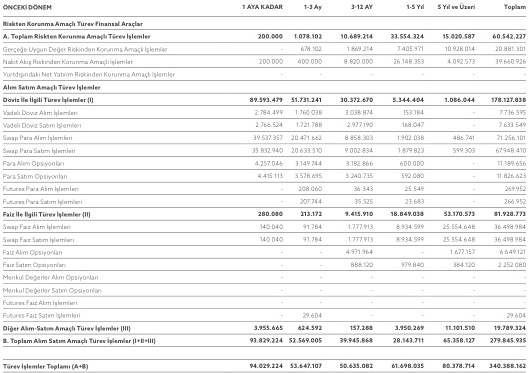 ÖNCEKİ DÖNEM 1 AYA KADAR 1-3 Ay 3-12 AY 1-5 Yıl 5 Yıl ve Üzeri Toplam
Riskten Korunma Amaçlı Türev Finansal Araçlar
A. Toplam Riskten Korunma Amaçlı Türev İşlemler 200.000 1.078.102 10.689.214 33.554.324 15.020.587 60.542.227
Gerçeğe Uygun Değer Riskinden Korunma Amaçlı İşlemler - 678.102 1.869.214 7.405.971 10.928.014 20.881.301
Nakit Akış Riskinden Korunma Amaçlı İşlemler 200.000 400.000 8.820.000 26.148.353 4.092.573 39.660.926
Yurtdışındaki Net Yatırım Riskinden Korunma Amaçlı İşlemler - - - - - -
Alım Satım Amaçlı Türev İşlemler
Döviz İle İlgili Türev İşlemler (I) 89.593.479 51.731.241 30.372.670 5.344.404 1.086.044 178.127.838
Vadeli Döviz Alım İşlemleri 2.784.499 1.760.038 3.038.874 153.184 - 7.736.595
Vadeli Döviz Satım İşlemleri 2.766.524 1.721.788 2.977.190 168.047 - 7.633.549
Swap Para Alım İşlemleri 39.537.357 20.471.662 8.858.303 1.902.038 486.741 71.256.101
Swap Para Satım İşlemleri 35.832.940 20.633.510 9.002.834 1.879.823 599.303 67.948.410
Para Alım Opsiyonları 4.257.046 3.149.744 3.182.866 600.000 - 11.189.656
Para Satım Opsiyonları 4.415.113 3.578.695 3.240.735 592.080 - 11.826.623
Futures Para Alım İşlemleri - 208.060 36.343 25.549 - 269.952
Futures Para Satım İşlemleri - 207.744 35.525 23.683 - 266.952
Faiz İle İlgili Türev İşlemler (II) 280.080 213.172 9.415.910 18.849.038 53.170.573 81.928.773
Swap Faiz Alım İşlemleri 140.040 91.784 1.777.913 8.934.599 25.554.648 36.498.984
Swap Faiz Satım İşlemleri 140.040 91.784 1.777.913 8.934.599 25.554.648 36.498.984
Faiz Alım Opsiyonları - - 4.971.964 - 1.677.157 6.649.121
Faiz Satım Opsiyonları - - 888.120 979.840 384.120 2.252.080
Menkul Değerler Alım Opsiyonları - - - - - -
Menkul Değerler Satım Opsiyonları - - - - - -
Futures Faiz Alım İşlemleri - - - - - -
Futures Faiz Satım İşlemleri - 29.604 - - - 29.604
Diğer Alım-Satım Amaçlı Türev İşlemler (III) 3.955.665 624.592 157.288 3.950.269 11.101.510 19.789.324
B. Toplam Alım Satım Amaçlı Türev İşlemler (I+II+III) 93.829.224 52.569.005 39.945.868 28.143.711 65.358.127 279.845.935
Türev İşlemler Toplamı (A+B) 94.029.224 53.647.107 50.635.082 61.698.035 80.378.714 340.388.162